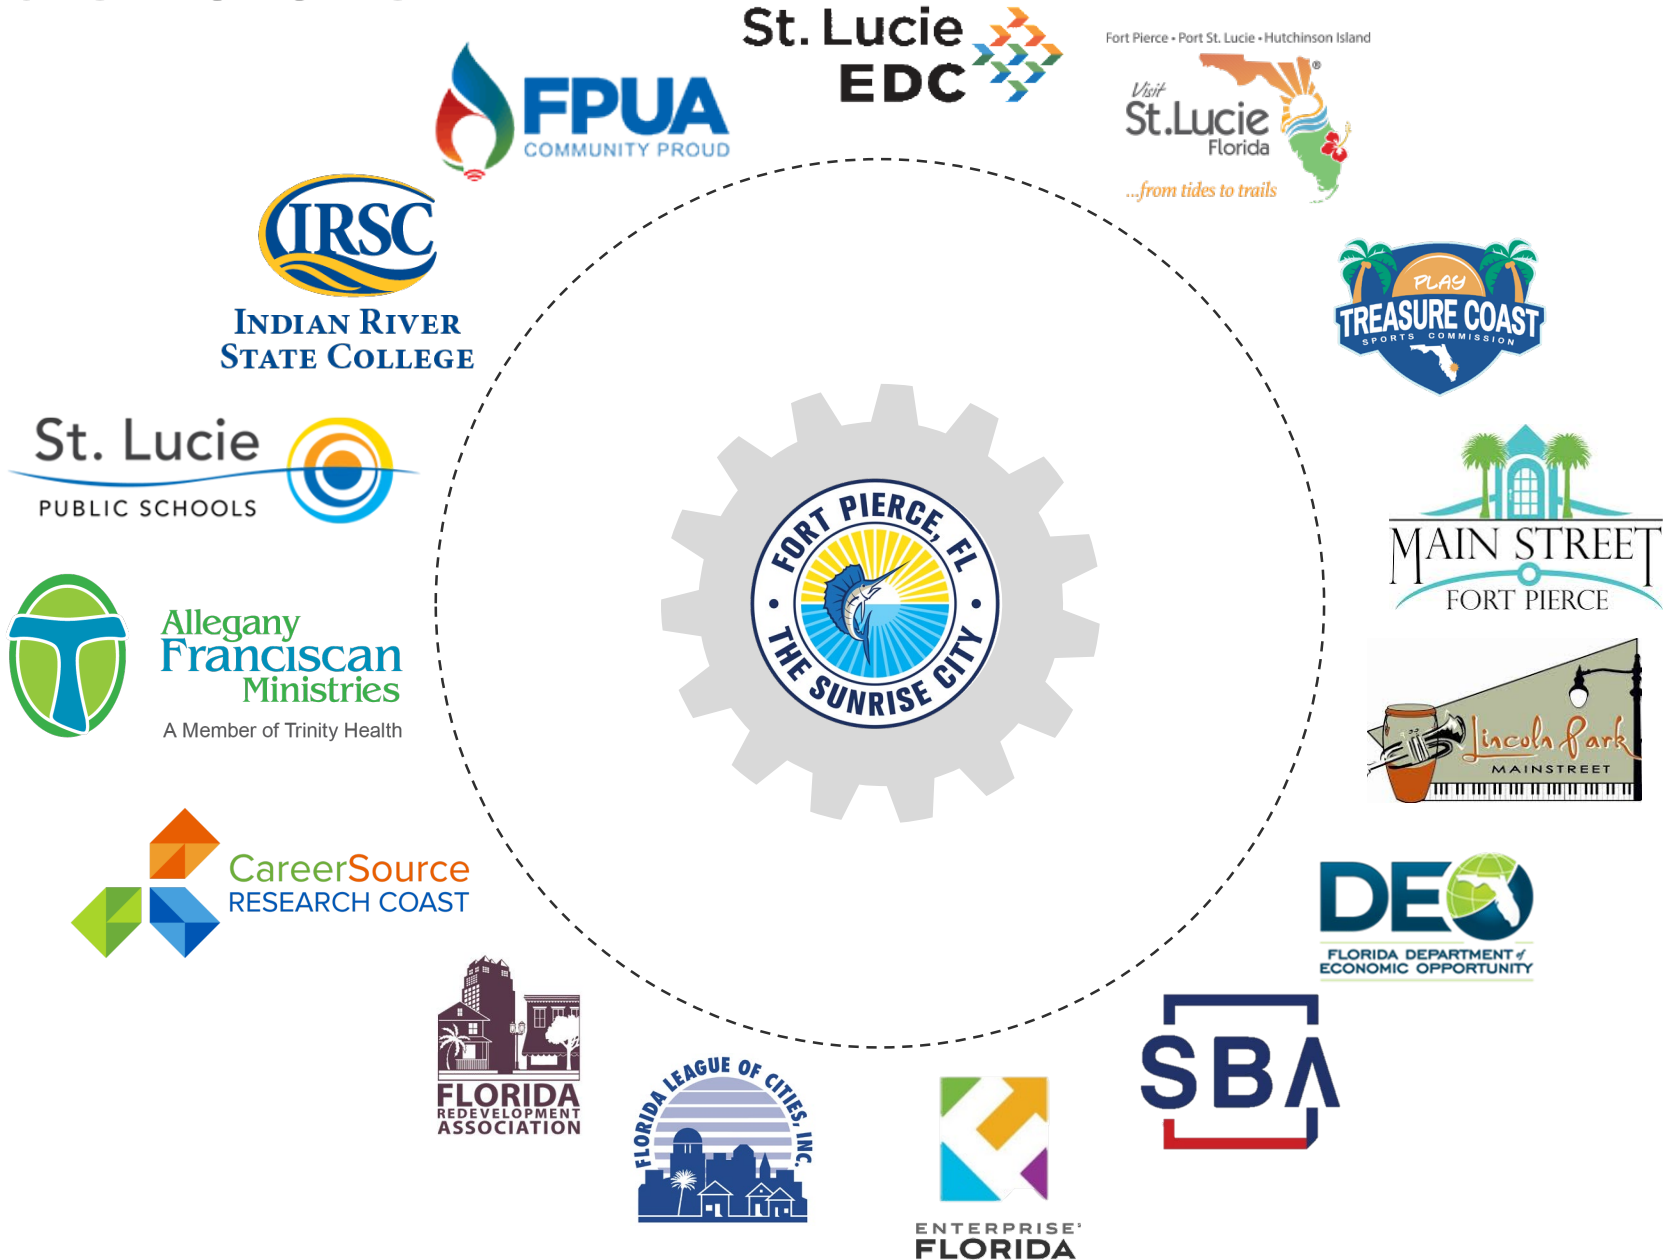 St. Lucie
EDC
Fort Pierce • Port St. Lucie • Hutchinson Island
Visit
St.Lucie
Florida
...from tides to trails
®
FPUA
COMMUNITY PROUD
IRSC
INDIAN RIVER
STATE COLLEGE
PLAY
TREASURE COAST
SPORTS COMMISSION
St. Lucie
PUBLIC SCHOOLS
MAIN STREET
FORT PIERCE
FORT PIERCE, FL
THE SUNRISE CITY
Allegany
Franciscan
Ministries
A Member of Trinity Health
Lincoln Park
MAINSTREET
CareerSource
RESEARCH COAST
DEO
FLORIDA DEPARTMENT of
ECONOMIC OPPORTUNITY
FLORIDA
REDEVELOPMENT
ASSOCIATION
FLORIDA LEAGUE OF CITIES, INC.
SBA
ENTERPRISE
FLORIDA